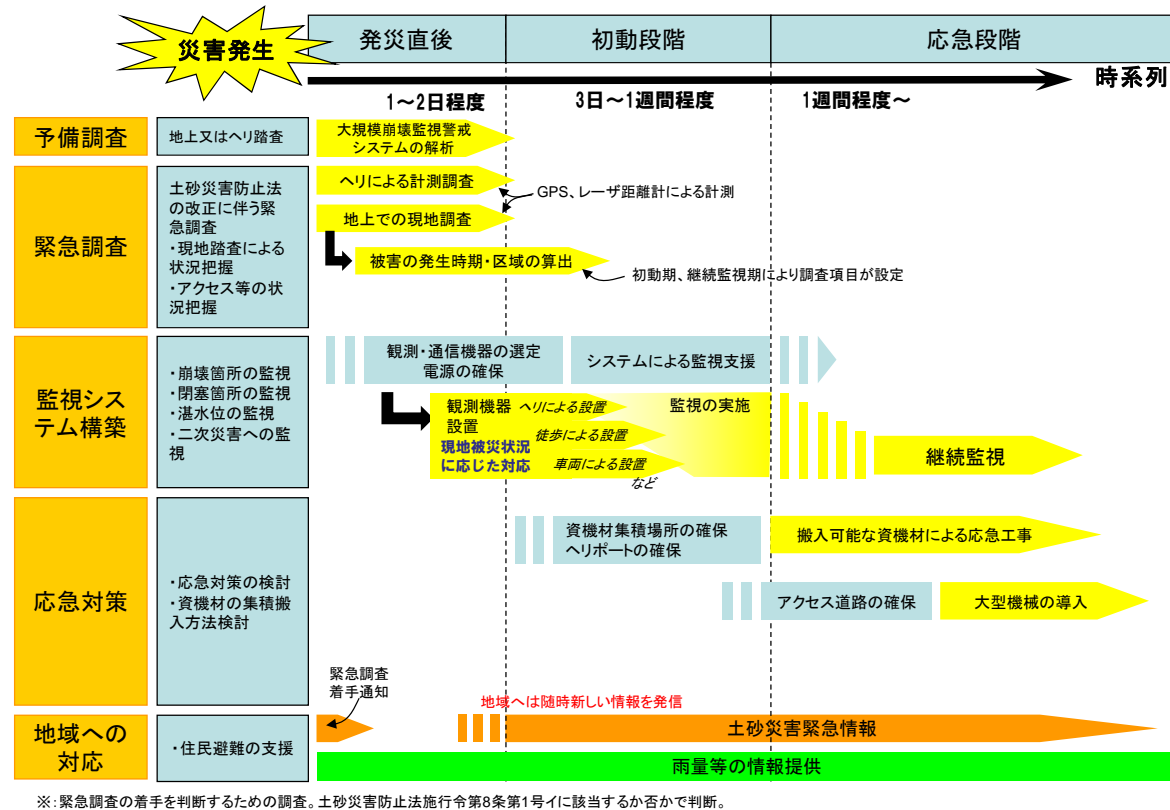 災害発生
発災直後
初動段階
応急段階
時系列
1～2日程度
3日～1週間程度
1週間程度～
予備調査
地上又はヘリ踏査
大規模崩壊監視警戒
システムの解析
緊急調査
土砂災害防止法
の改正に伴う緊
急調査
・現地踏査による
状況把握
・アクセス等の状
況把握
ヘリによる計測調査
GPS、レーザ距離計による計測
地上での現地調査
被害の発生時期・区域の算出
初動期、継続監視期により調査項目が設定
監視シス
テム構築
・崩壊箇所の監視
・閉塞箇所の監視
・湛水位の監視
・二次災害への監
視
観測・通信機器の選定
電源の確保
システムによる監視支援
観測機器
設置
現地被災状況
に応じた対応
ヘリによる設置
徒歩による設置
車両による設置
など
監視の実施
継続監視
応急対策
・応急対策の検討
・資機材の集積搬
入方法検討
資機材集積場所の確保
ヘリポートの確保
搬入可能な資機材による応急工事
アクセス道路の確保
大型機械の導入
地域への
対応
・住民避難の支援
緊急調査
着手通知
地域へは随時新しい情報を発信
土砂災害緊急情報
雨量等の情報提供
※：緊急調査の着手を判断するための調査。土砂災害防止法施行令第8条第1号イに該当するか否かで判断。